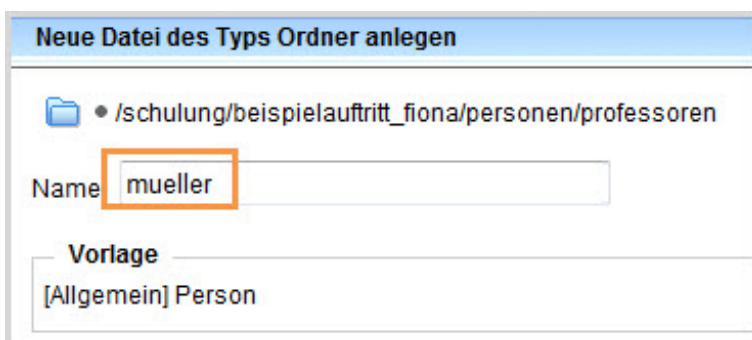 Neue Datei des Typs Ordner anlegen
/schulung/beispielauftritt_fiona/personen/professoren
Name mueller
Vorlage
[Allgemein] Person